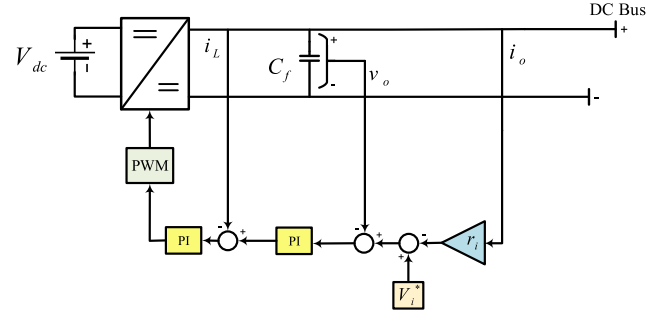 DC Bus
+
V_dc
+
-
i_L
C_f
+
-
v_o
i_o
-
PWM
-
+
PI
PI
-
+
-
+
r_i
V_i^*